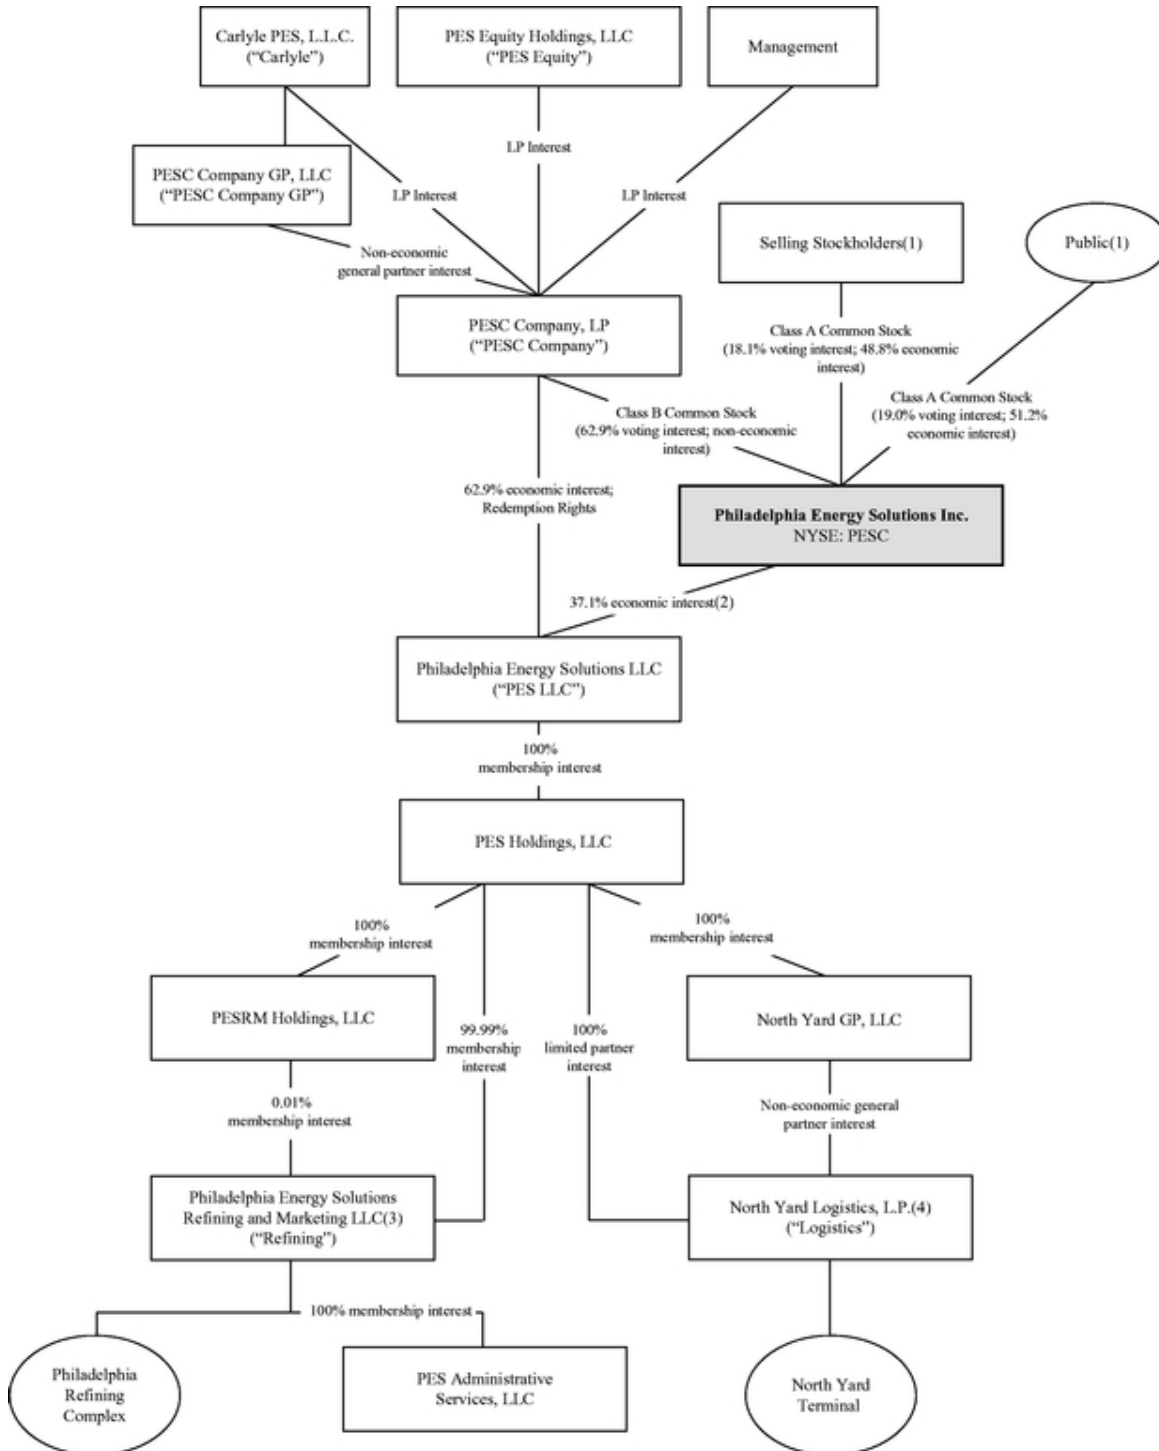 Carlyle PES, L.L.C.
(“Carlyle”)
PES Equity Holdings, LLC
(“PES Equity”)
Management
PESC Company GP, LLC
(“PESC Company GP”)
LP Interest
LP Interest
LP Interest
Non-economic
general partner interest
Selling Stockholders(1)
Public(1)
PESC Company, LP
(“PESC Company”)
Class A Common Stock
(18.1% voting interest; 48.8% economic
interest)
Class A Common Stock
(19.0% voting interest; 51.2%
economic interest)
Class B Common Stock
(62.9% voting interest; non-economic
interest)
62.9% economic interest;
Redemption Rights
Philadelphia Energy Solutions Inc.
NYSE: PESC
37.1% economic interest(2)
Philadelphia Energy Solutions LLC
(“PES LLC”)
100%
membership interest
PES Holdings, LLC
100%
membership interest
100%
membership interest
PESRM Holdings, LLC
99.99%
membership
interest
100%
limited partner
interest
North Yard GP, LLC
0.01%
membership interest
Non-economic general
partner interest
Philadelphia Energy Solutions
Refining and Marketing LLC(3)
(“Refining”)
North Yard Logistics, L.P.(4)
(“Logistics”)
100% membership interest
Philadelphia
Refining
Complex
PES Administrative
Services, LLC
North Yard
Terminal